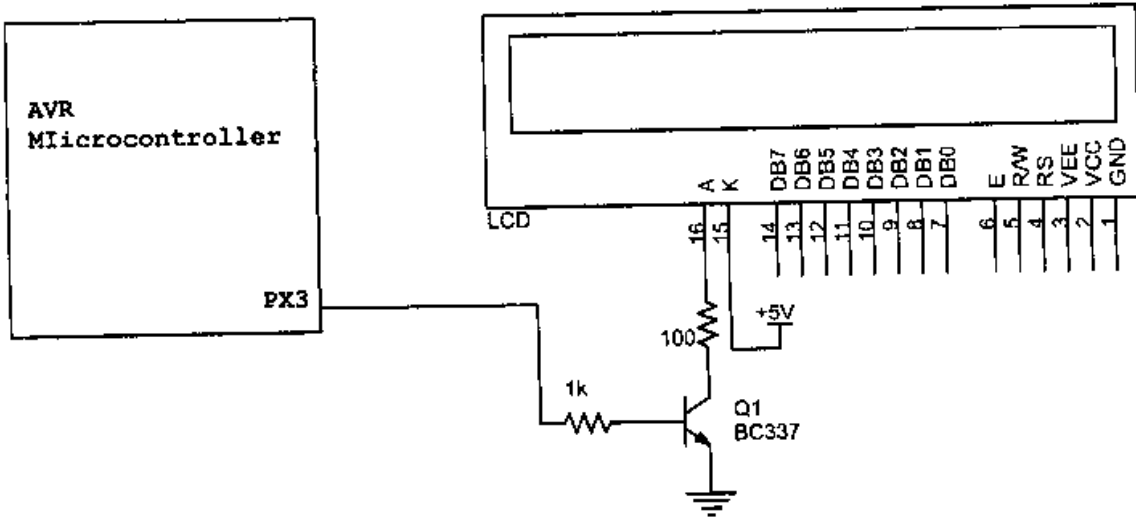 AVR
MIicrocontroller
PX3
LCD
A
K
DB7
DB6
DB5
DB4
DB3
DB2
DB1
DB0
E
R/W
RS
VEE
VCC
GND
16
15
14
13
12
11
10
9
8
7
6
5
4
3
2
1
100
+5V
1k
Q1
BC337